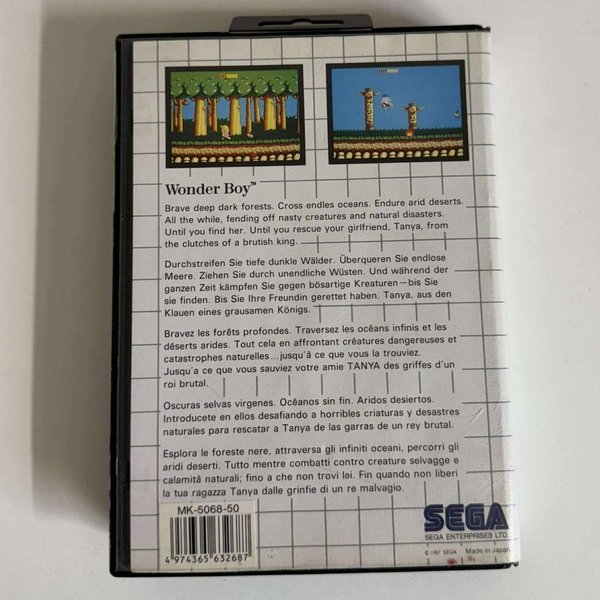 Wonder Boy™
Brave deep dark forests. Cross endles oceans. Endure arid deserts.
All the while, fending off nasty creatures and natural disasters.
Until you find her. Until you rescue your girlfriend, Tanya, from
the clutches of a brutish king.
Durchstreifen Sie tiefe dunkle Wälder. Überqueren Sie endlose
Meere. Ziehen Sie durch unendliche Wüsten. Und während der
ganzen Zeit kämpfen Sie gegen bösartige Kreaturen–bis Sie
sie finden. Bis Sie Ihre Freundin gerettet haben. Tanya, aus den
Klauen eines grausamen Königs.
Bravez les forêts profondes. Traversez les océans infinis et les
déserts arides. Tout cela en affrontant créatures dangereuses et
catastrophes naturelles...jusqu'à ce que vous la trouviez.
Jusqu'a ce que vous sauviez votre amie TANYA des griffes d'un
roi brutal.
Oscuras selvas virgenes. Océanos sin fin. Aridos desiertos.
Introducete en ellos desafiando a horribles criaturas y desastres
naturales para rescatar a Tanya de las garras de un rey brutal.
Esplora le foreste nere, attraversa gli infiniti oceani, percorri gli
aridi deserti. Tutto mentre combatti contro creature selvagge e
calamità naturali; fino a che non trovi lei. Fin quando non liberi
la tua ragazza Tanya dalle grinfie di un re malvagio.
MK-5068-50
4 974365 632687
SEGA
SEGA ENTERPRISES LTD.
© 1987 SEGA Made in Japan